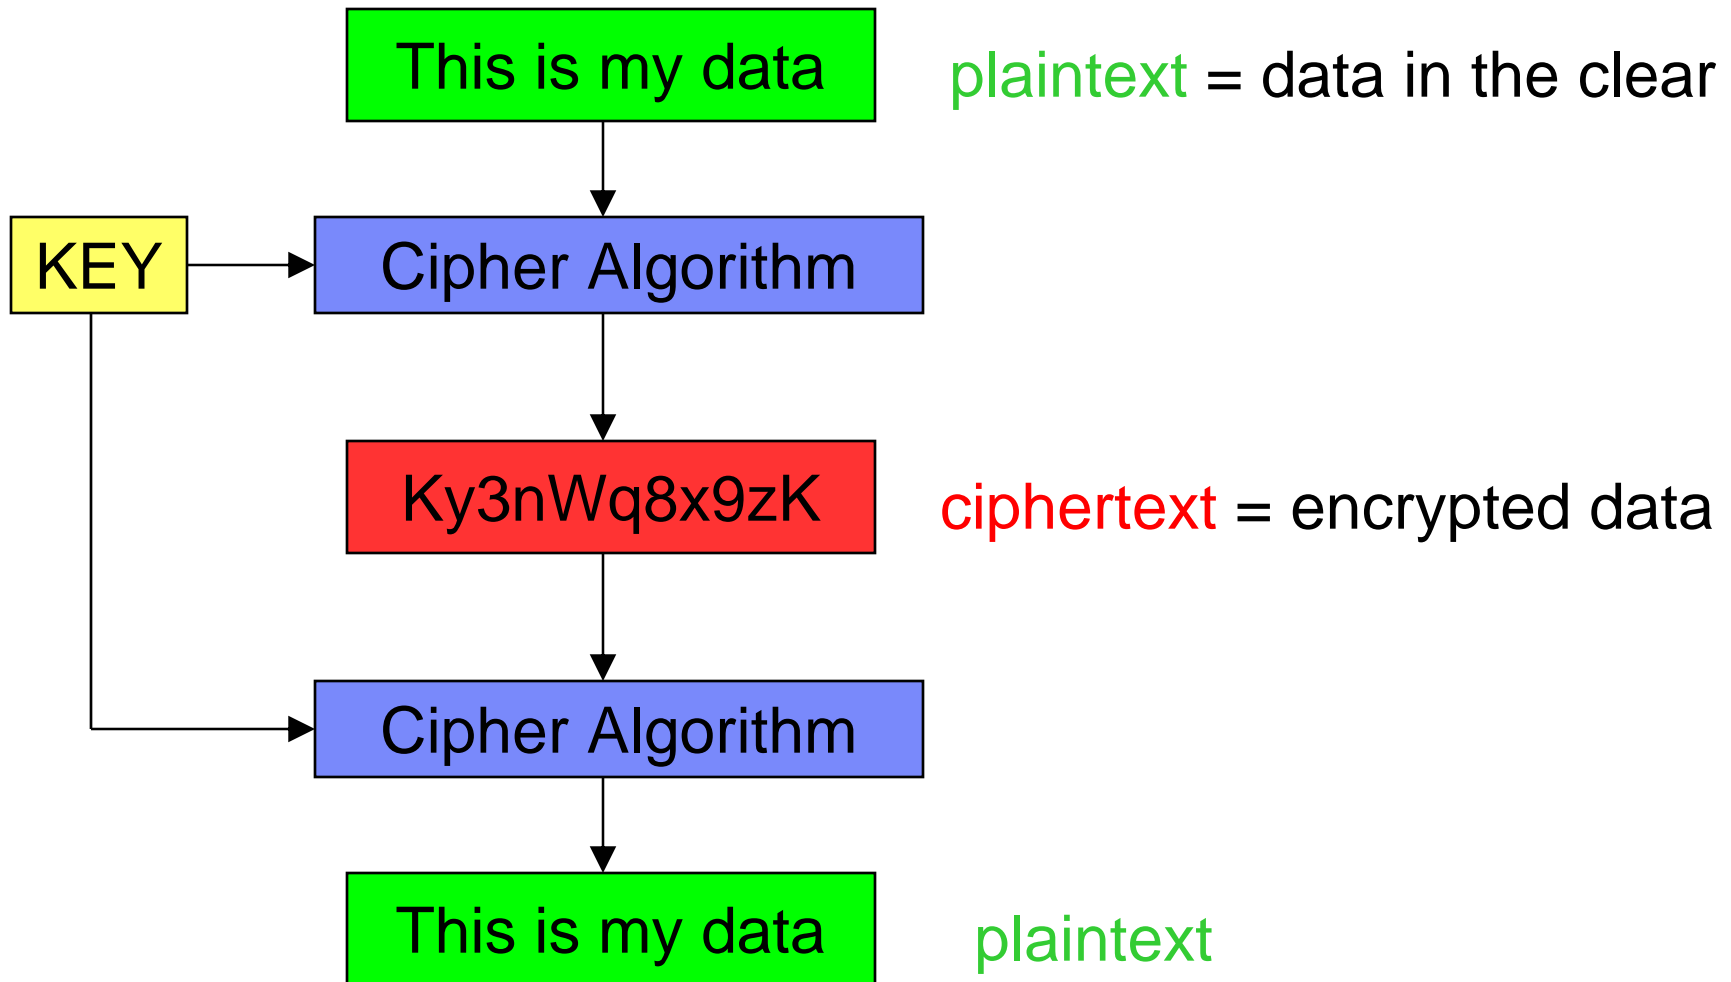 This is my data
plaintext = data in the clear
KEY
Cipher Algorithm
Ky3nWq8x9zK
ciphertext = encrypted data
Cipher Algorithm
This is my data
plaintext